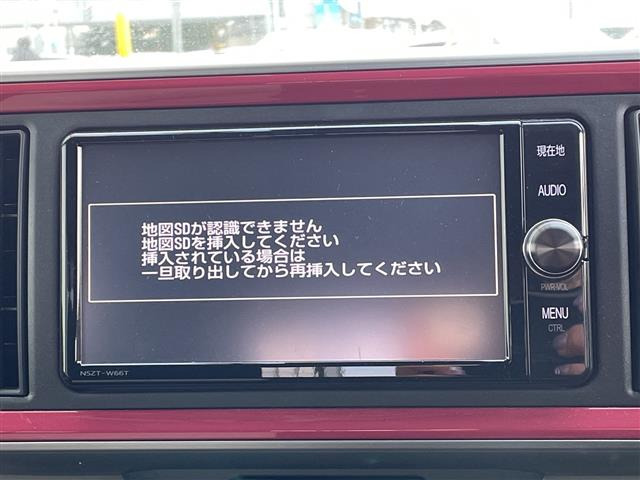 地図SDが認識できません
地図SDを挿入してください
挿入されている場合は
一旦取り出してから再挿入してください
現在地
AUDIO
PWR·VOL
MENU
CTRL
NSZT-W66T